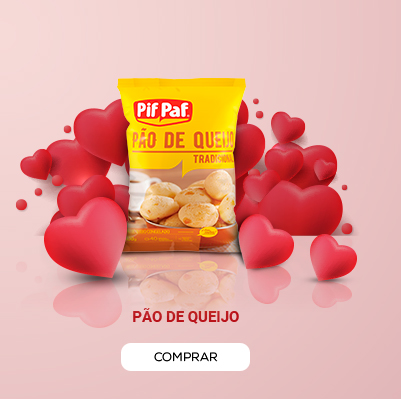 Pif Paf
PÃO DE QUEIJO
TRADICIONAL
PÃO DE QUEIJO
COMPRAR